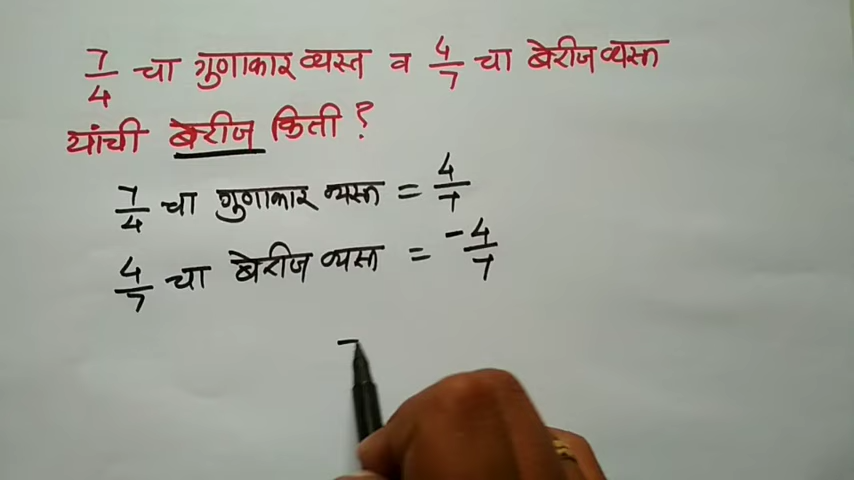 7/4 चा गुणाकार व्यस्त व 4/7 चा बेरीज व्यस्त
यांची बेरीज किती ?
7/4 चा गुणाकार व्यस्त = 4/7
4/7 चा बेरीज व्यस्त = -4/7